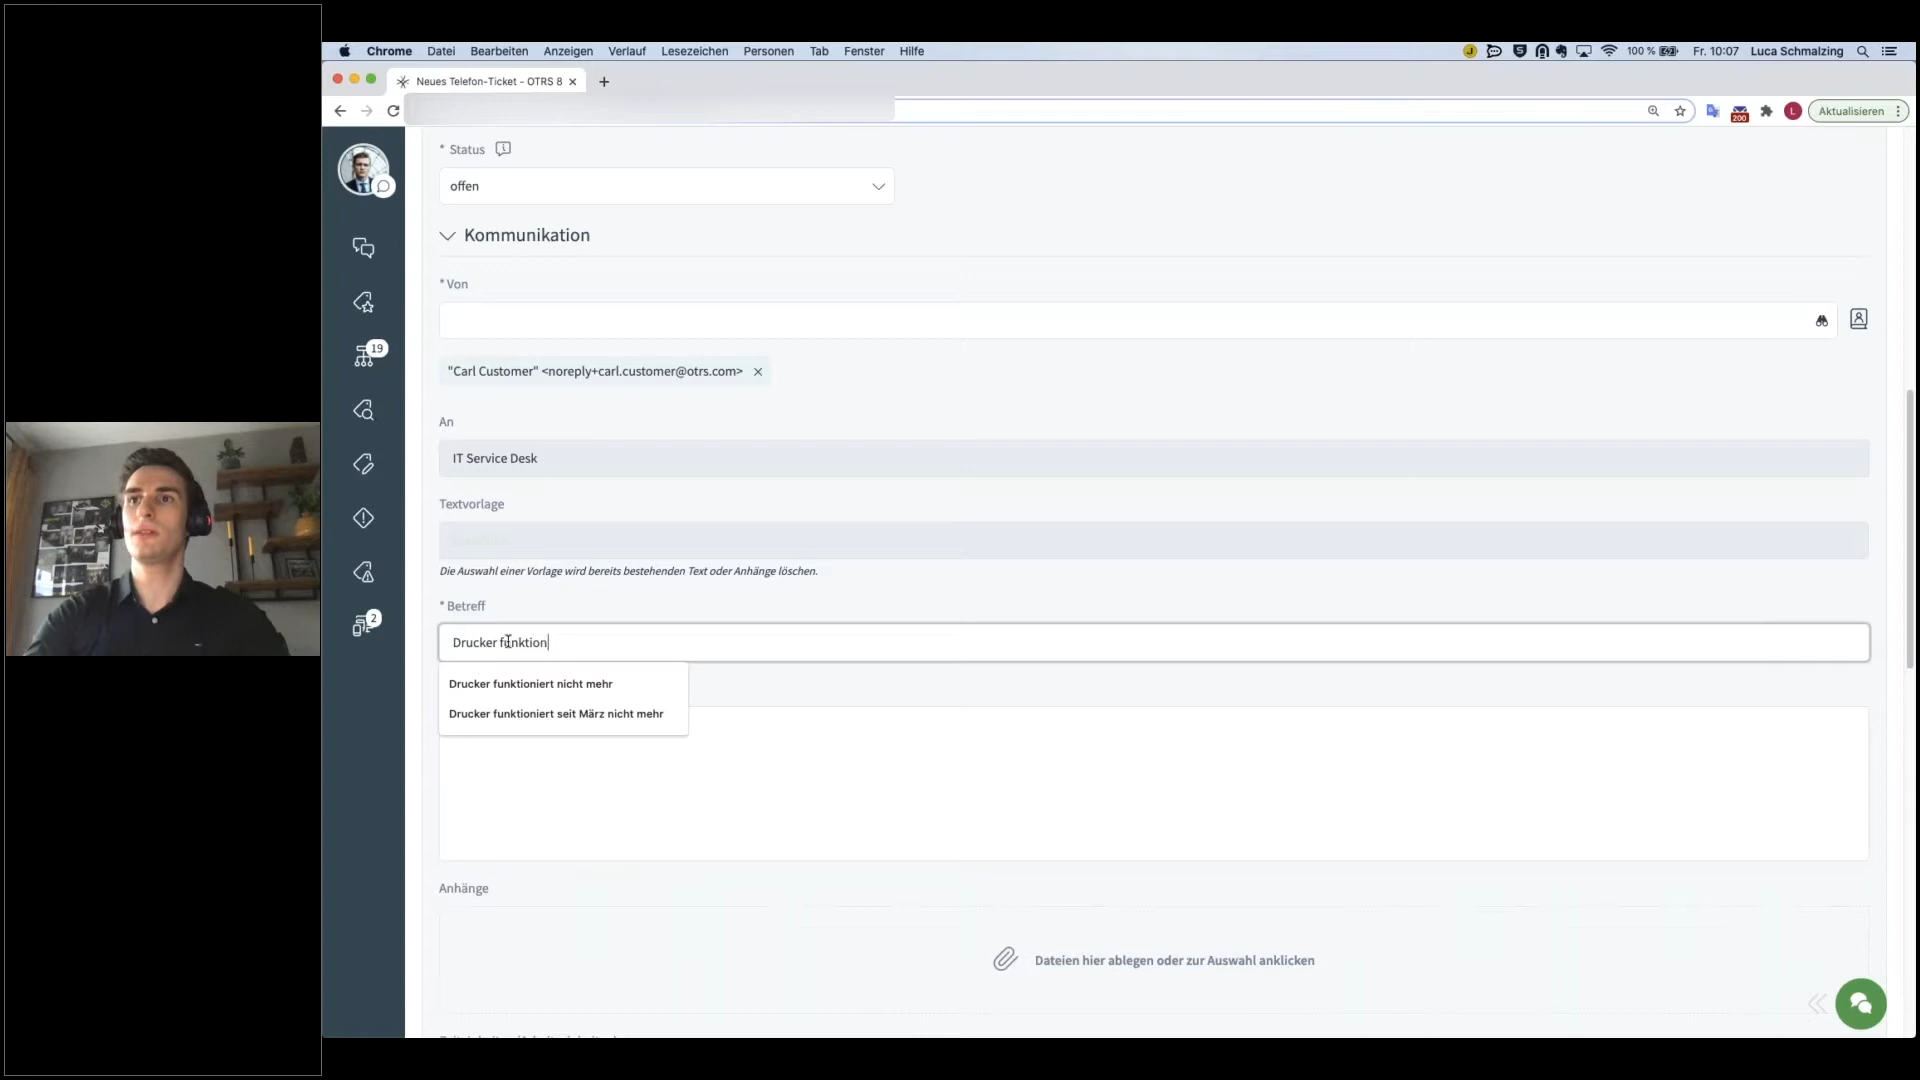 Chrome Datei Bearbeiten Anzeigen Verlauf Lesezeichen Personen Tab Fenster Hilfe 100 % Fr. 10:07 Luca Schmalzing
Neues Telefon-Ticket - OTRS 8
L Aktualisieren
200
* Status
offen
Kommunikation
* Von
19
"Carl Customer" <noreply+carl.customer@otrs.com>
An
IT Service Desk
Textvorlage
Die Auswahl einer Vorlage wird bereits bestehenden Text oder Anhänge löschen.
* Betreff
2
Drucker funktion
Drucker funktioniert nicht mehr
Drucker funktioniert seit März nicht mehr
Anhänge
Dateien hier ablegen oder zur Auswahl anklicken